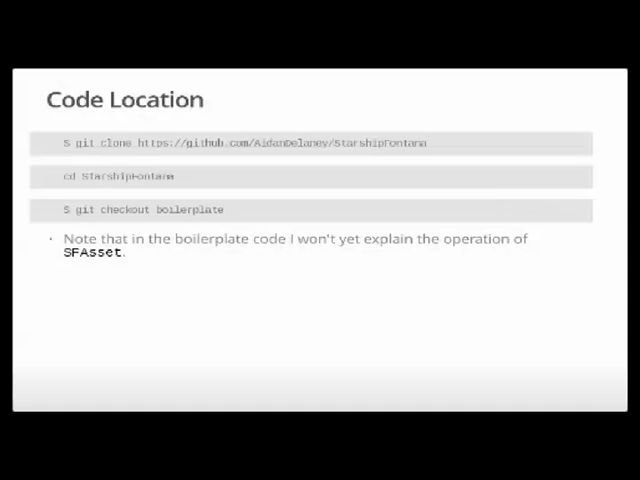 Code Location
$ git clone https://github.com/AidanDelaney/StarshipFontana
cd StarshipFontana
$ git checkout boilerplate
· Note that in the boilerplate code I won't yet explain the operation of
SFAsset.